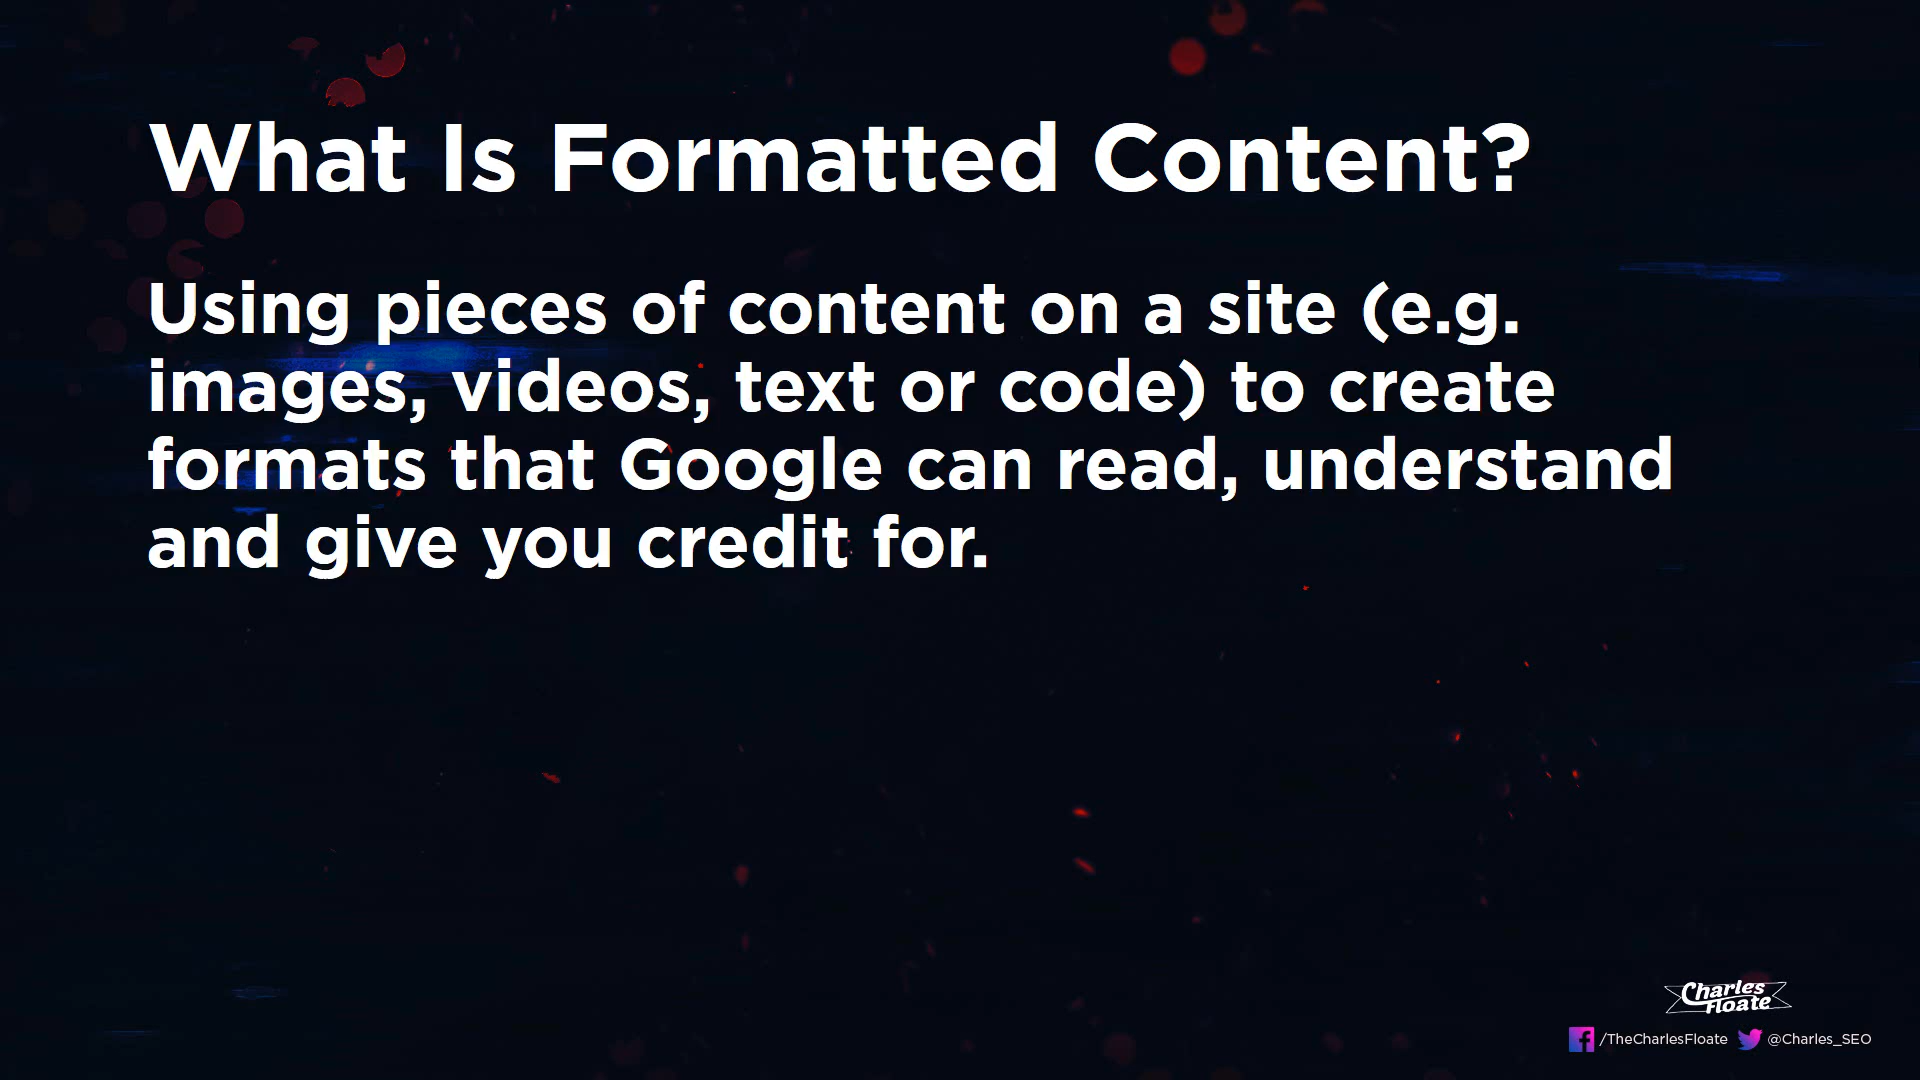 What Is Formatted Content?
Using pieces of content on a site (e.g.
images, videos, text or code) to create
formats that Google can read, understand
and give you credit for.
Charles
Floate
/TheCharlesFloate @Charles_SEO